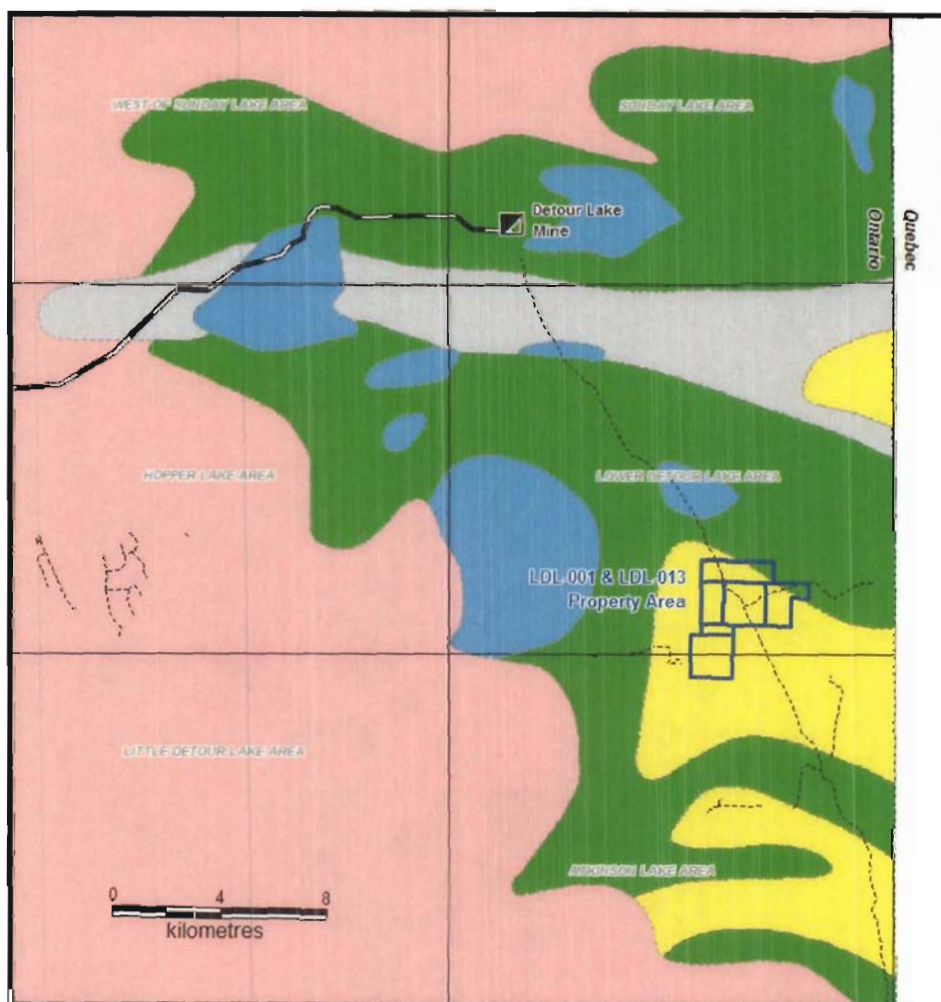 WEST OF SUNDAY LAKE AREA
SUNDAY LAKE AREA
Detour Lake
Mine
Quebec
Ontario
HOPPER LAKE AREA
LOWER DETOUR LAKE AREA
LDL-001 & LDL-013
Property Area
LITTLE DETOUR LAKE AREA
ATKINSON LAKE AREA
0 4 8
kilometres